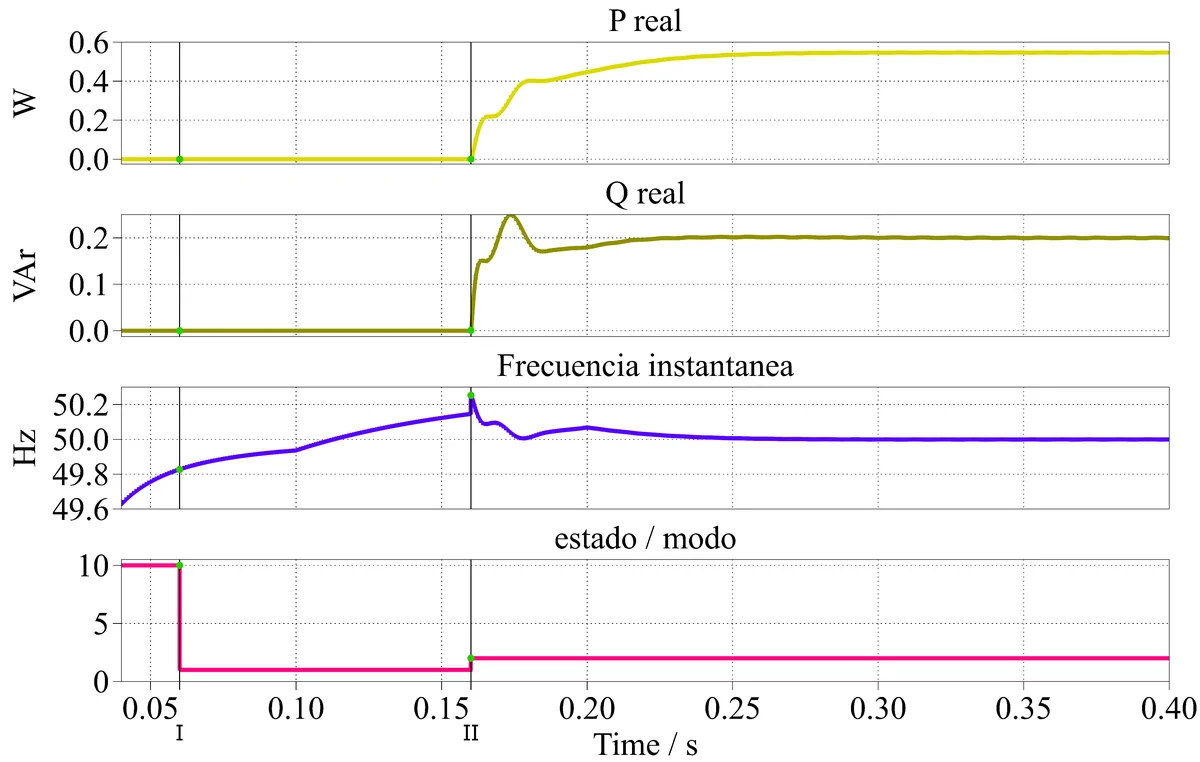 P real
0.6
0.4
0.2
0.0
W
Q real
0.2
0.1
0.0
VAr
Frecuencia instantanea
50.2
50.0
49.8
49.6
Hz
estado / modo
10
5
0
0.05 0.10 0.15 0.20 0.25 0.30 0.35 0.40
I II
Time / s